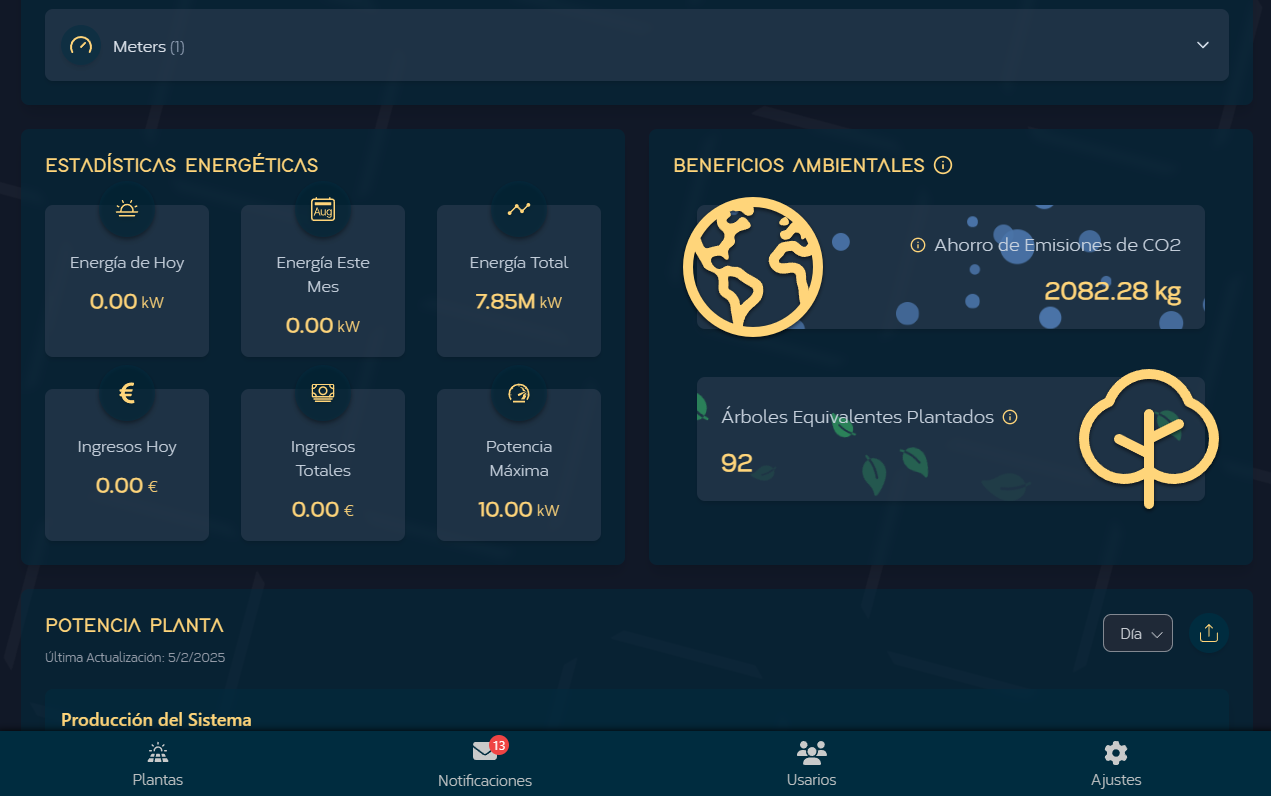 Meters (1)
ESTADÍSTICAS ENERGÉTICAS
Aug
Energía de Hoy
0.00 kW
Energía Este
Mes
0.00 kW
Energía Total
7.85M kW
€
Ingresos Hoy
0.00 €
Ingresos
Totales
0.00 €
Potencia
Máxima
10.00 kW
BENEFICIOS AMBIENTALES
Ahorro de Emisiones de CO2
2082.28 kg
Árboles Equivalentes Plantados
92
POTENCIA PLANTA
Última Actualización: 5/2/2025
Día
Producción del Sistema
Plantas
13
Notificaciones
Usarios
Ajustes